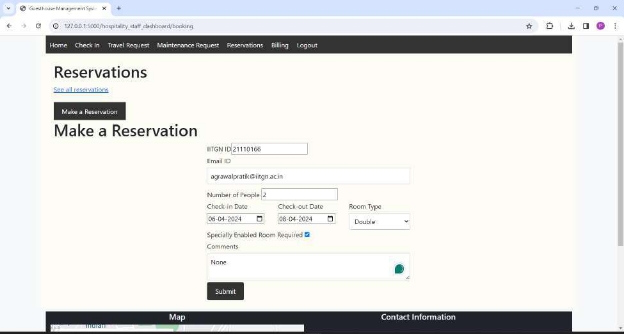 Guesthouse Management Syst
127.0.0.1:5000/hospitality_staff_dashboard/booking
Home Check In Travel Request Maintenance Request Reservations Billing Logout
Reservations
See all reservations
Make a Reservation
Make a Reservation
IITGN ID 21110166
Email ID
agrawalpratik@iitgn.ac.in
Number of People 2
Check-in Date Check-out Date Room Type
06-04-2024 08-04-2024 Double
Specially Enabled Room Required
Comments
None
Submit
Map Contact Information
Indian